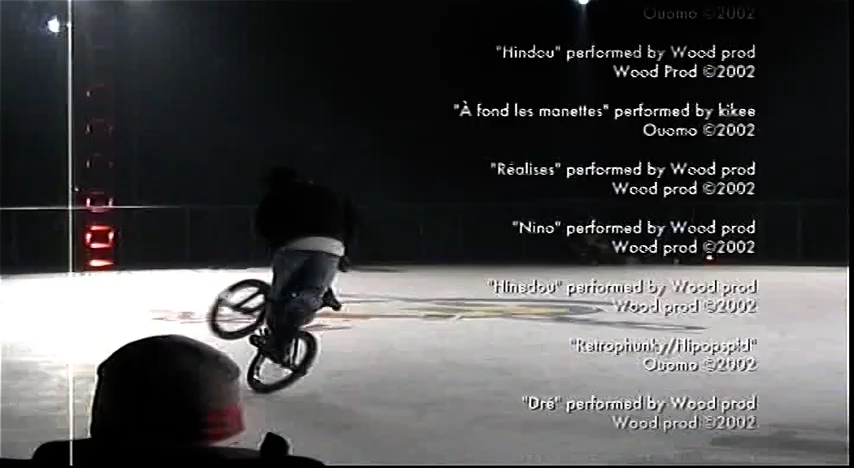 Ouomo ©2002
"Hindou" performed by Wood prod
Wood Prod ©2002
"À fond les manettes" performed by kikee
Ouomo ©2002
"Réalises" performed by Wood prod
Wood prod ©2002
"Nino" performed by Wood prod
Wood prod ©2002
"Hinedou" performed by Wood prod
Wood prod ©2002
"Retrophunky//Hipopspid"
Ouomo ©2002
"Dré" performed by Wood prod
Wood prod ©2002